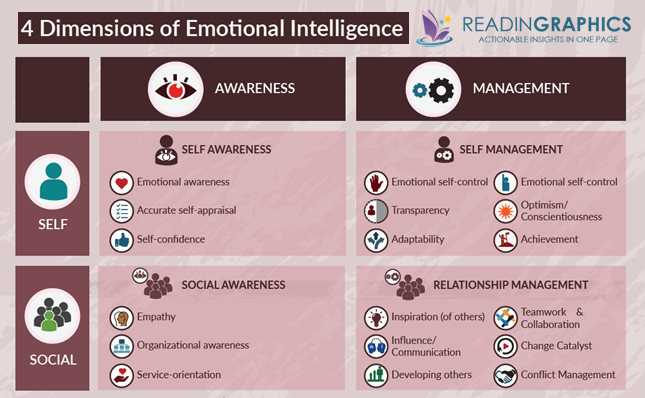 4 Dimensions of Emotional Intelligence
READINGRAPHICS
ACTIONABLE INSIGHTS IN ONE PAGE
AWARENESS
MANAGEMENT
SELF
SELF AWARENESS
Emotional awareness
Accurate self-appraisal
Self-confidence
SELF MANAGEMENT
Emotional self-control
Emotional self-control
Transparency
Optimism/
Conscientiousness
Adaptability
Achievement
SOCIAL
SOCIAL AWARENESS
Empathy
Organizational awareness
Service-orientation
RELATIONSHIP MANAGEMENT
Inspiration (of others)
Teamwork &
Collaboration
Influence/
Communication
Change Catalyst
Developing others
Conflict Management